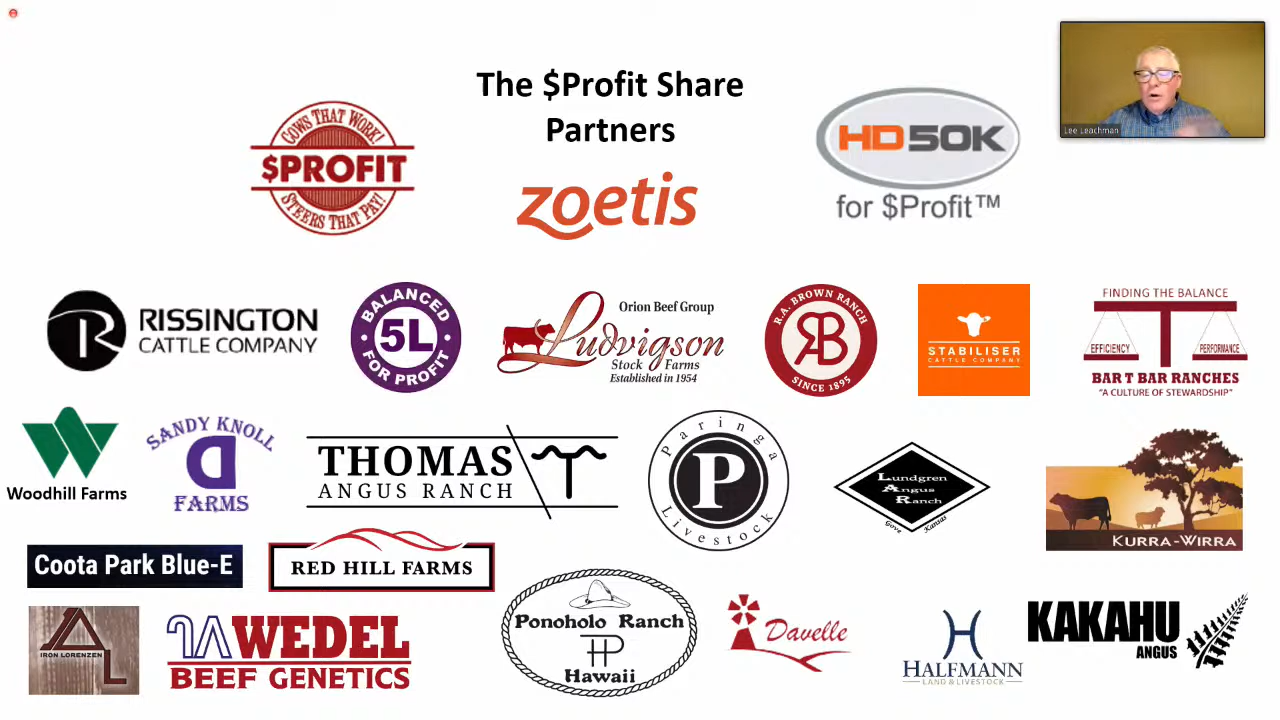 The $Profit Share
Partners
Lee Leachman
COWS THAT WORK!
$PROFIT
STEERS THAT PAY!
zoetis
HD50K
for $Profit™
RISSINGTON
CATTLE COMPANY
BALANCED
5L
FOR PROFIT
Orion Beef Group
Ludvigson
Stock Farms
Established in 1954
R.A. BROWN RANCH
RB
SINCE 1895
STABILISER
CATTLE COMPANY
FINDING THE BALANCE
EFFICIENCY
PERFORMANCE
BAR T BAR RANCHES
"A CULTURE OF STEWARDSHIP"
Woodhill Farms
SANDY KNOLL
FARMS
THOMAS
ANGUS RANCH
Paringa
P
Livestock
Lundgren
Angus
Ranch
Gove Kansas
KURRA-WIRRA
Coota Park Blue-E
RED HILL FARMS
IRON LORENZEN
WEDEL
BEEF GENETICS
Ponoholo Ranch
HP
Hawaii
Davelle
H
HALFMANN
LAND & LIVESTOCK
KAKAHU
ANGUS